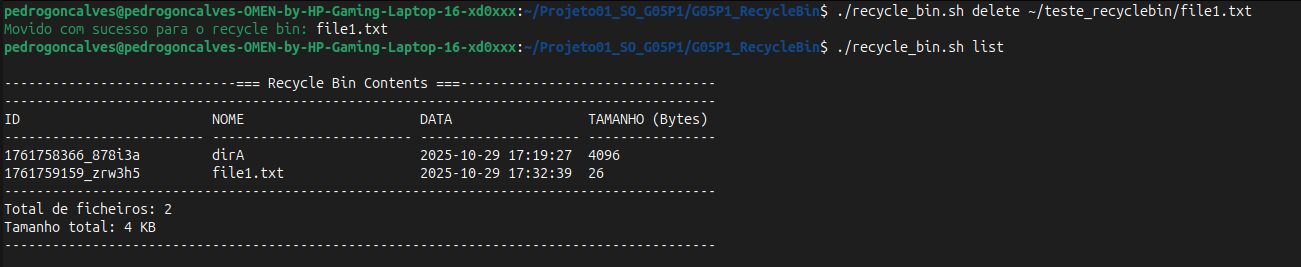 pedrogoncalves@pedrogoncalves-OMEN-by-HP-Gaming-Laptop-16-xd0xxx:~/Projeto01_SO_G05P1/G05P1_RecycleBin$ ./recycle_bin.sh delete ~/teste_recyclebin/file1.txt
Movido com sucesso para o recycle bin: file1.txt
pedrogoncalves@pedrogoncalves-OMEN-by-HP-Gaming-Laptop-16-xd0xxx:~/Projeto01_SO_G05P1/G05P1_RecycleBin$ ./recycle_bin.sh list
-----------------------------=== Recycle Bin Contents ===--------------------------------
-----------------------------------------------------------------------------------------
ID                        NOME                      DATA                 TAMANHO (Bytes)
------------------------- ------------------------- -------------------- ----------------
1761758366_878i3a         dirA                      2025-10-29 17:19:27  4096
1761759159_zrw3h5         file1.txt                 2025-10-29 17:32:39  26
-----------------------------------------------------------------------------------------
Total de ficheiros: 2
Tamanho total: 4 KB
-----------------------------------------------------------------------------------------